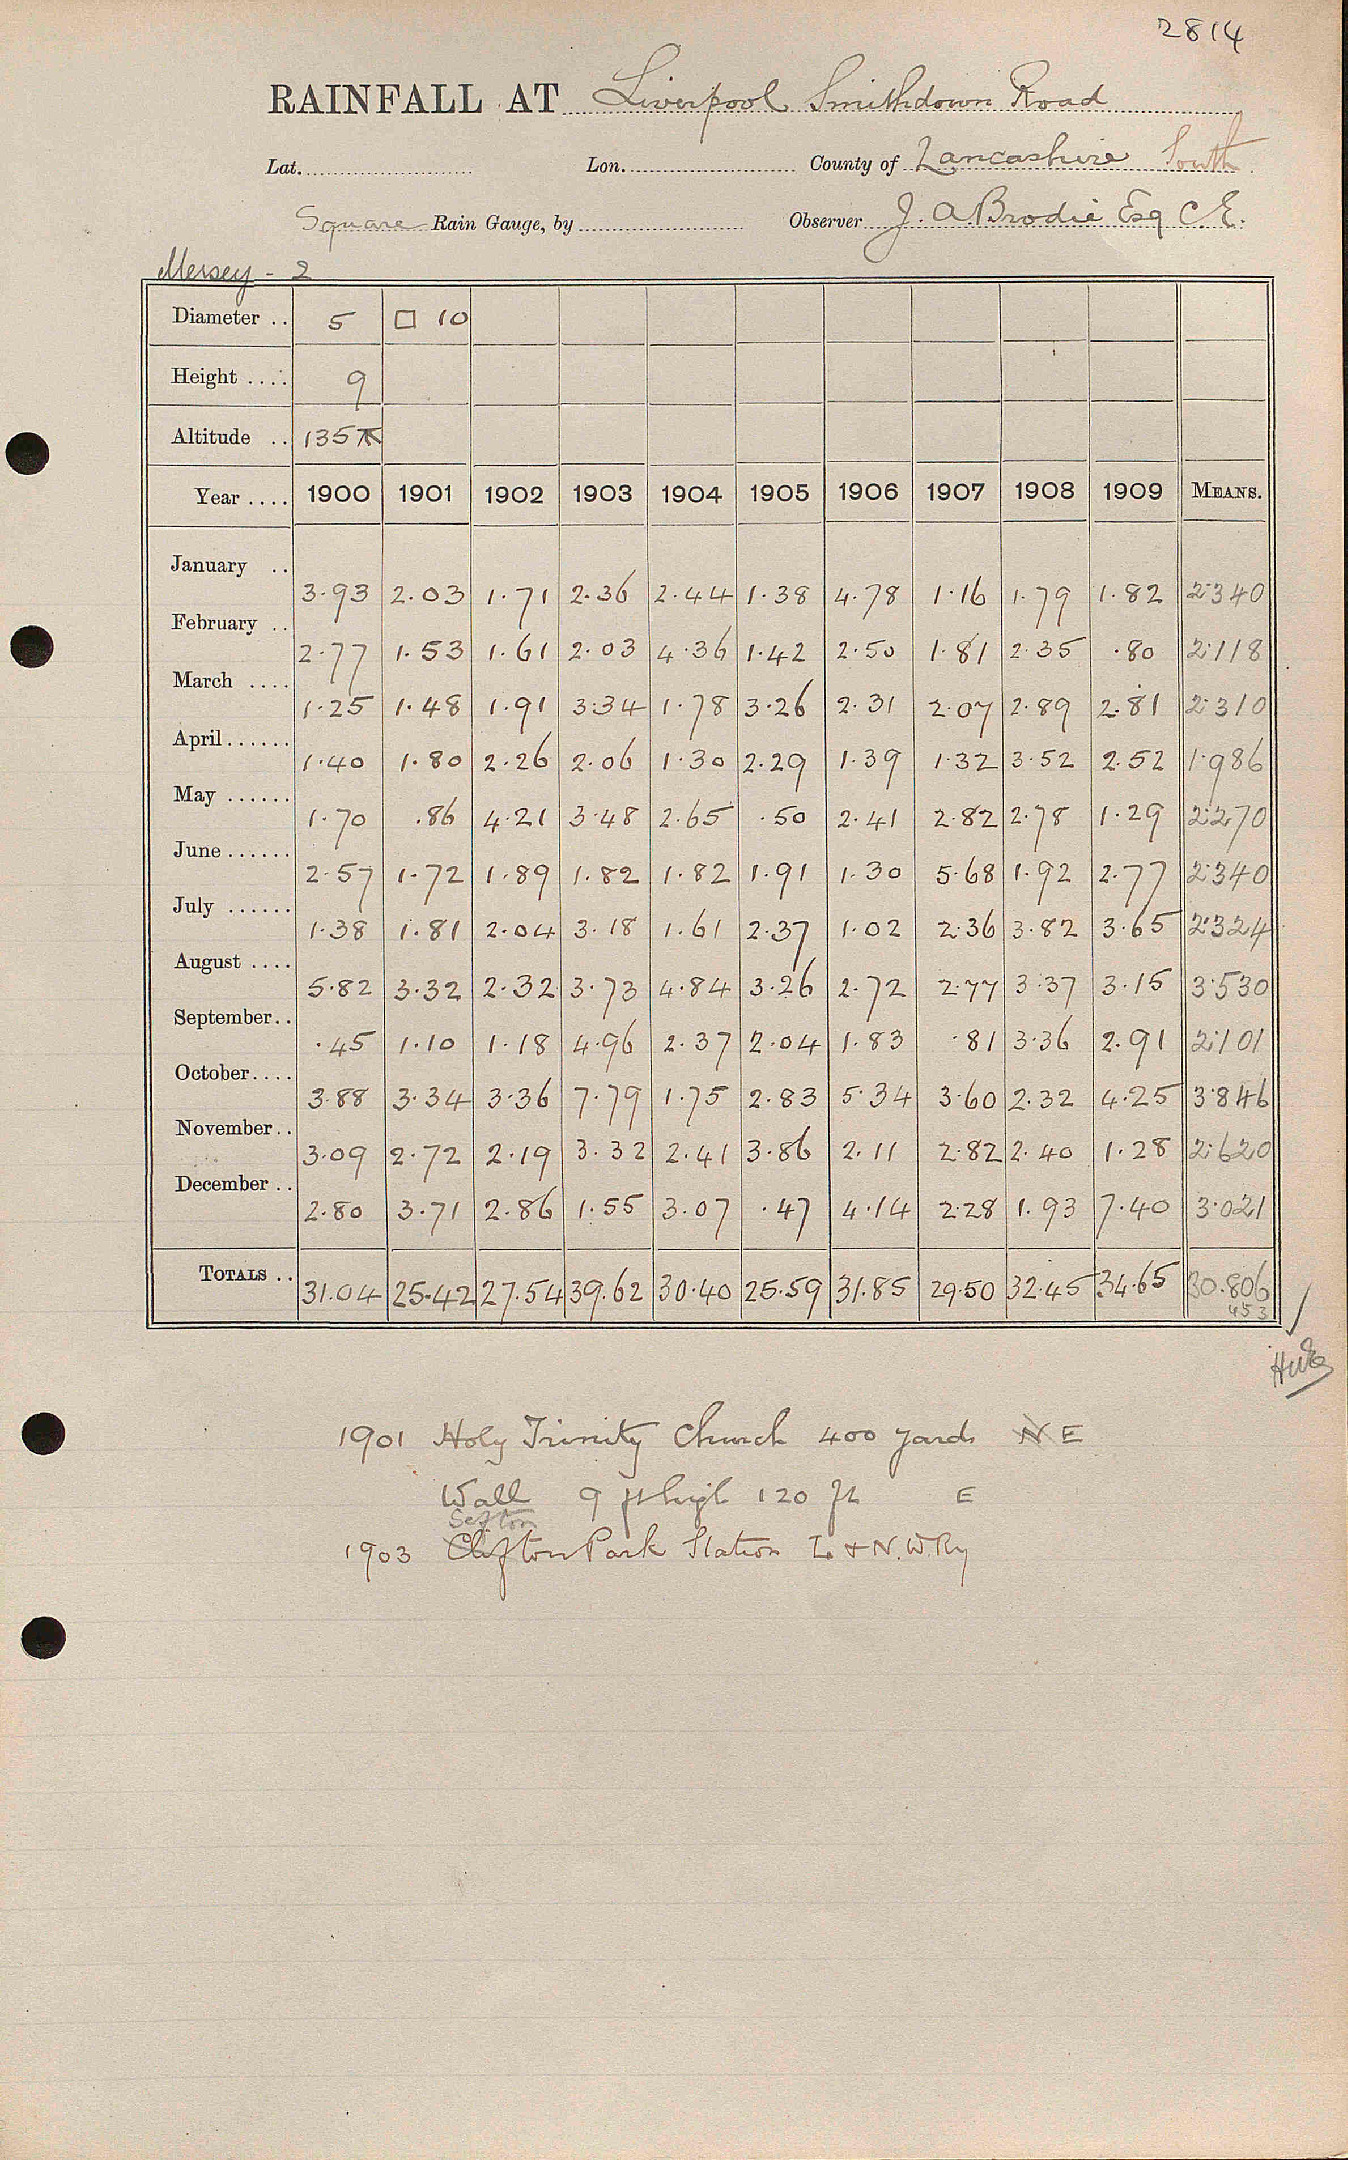 2814
RAINFALL AT Liverpool Smithdown Road
Lat. Lon. County of Lancashire South
Square Rain Gauge, by Observer J. A. Brodie Esq C.E.
Mersey - 2
Diameter .. 5 □ 10
Height .... 9
Altitude .. 135
Year .... 1900 1901 1902 1903 1904 1905 1906 1907 1908 1909 MEANS.
January .. 3.93 2.03 1.71 2.36 2.44 1.38 4.78 1.16 1.79 1.82 2.340
February .. 2.77 1.53 1.61 2.03 4.36 1.42 2.50 1.81 2.35 .80 2.118
March .... 1.25 1.48 1.91 3.34 1.78 3.26 2.31 2.07 2.89 2.81 2.310
April...... 1.40 1.80 2.26 2.06 1.30 2.29 1.39 1.32 3.52 2.52 1.986
May ...... 1.70 .86 4.21 3.48 2.65 .50 2.41 2.82 2.78 1.29 2.270
June ...... 2.57 1.72 1.89 1.82 1.82 1.91 1.30 5.68 1.92 2.77 2.340
July ...... 1.38 1.81 2.04 3.18 1.61 2.37 1.02 2.36 3.82 3.65 2.324
August .... 5.82 3.32 2.32 3.73 4.84 3.26 2.72 2.77 3.37 3.15 3.530
September.. .45 1.10 1.18 4.96 2.37 2.04 1.83 .81 3.36 2.91 2.101
October.... 3.88 3.34 3.36 7.79 1.75 2.83 5.34 3.60 2.32 4.25 3.846
November.. 3.09 2.72 2.19 3.32 2.41 3.86 2.11 2.82 2.40 1.28 2.620
December .. 2.80 3.71 2.86 1.55 3.07 .47 4.14 2.28 1.93 7.40 3.021
TOTALS .. 31.04 25.42 27.54 39.62 30.40 25.59 31.85 29.50 32.45 34.65 30.806
453
1901 Holy Trinity Church 400 yards N E
Wall 9 ft high 120 ft E
Sefton
1903 Clifton Park Station L & N.W.Ry